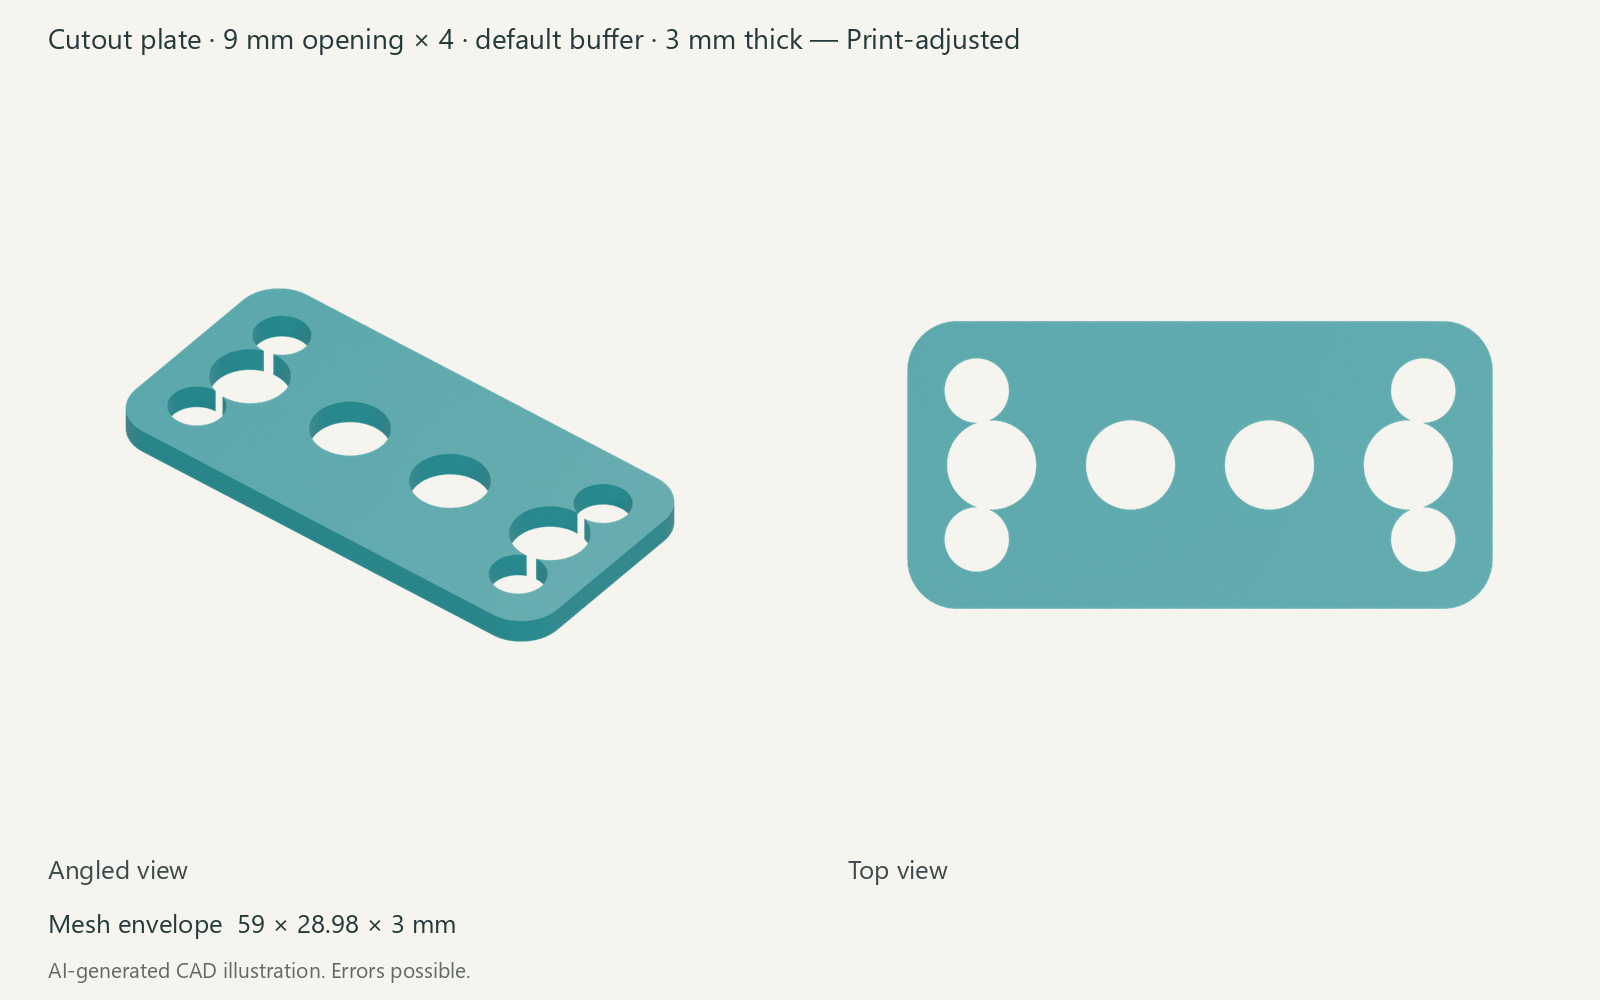 Cutout plate · 9 mm opening × 4 · default buffer · 3 mm thick — Print-adjusted
Angled view
Top view
Mesh envelope  59 × 28.98 × 3 mm
AI-generated CAD illustration. Errors possible.